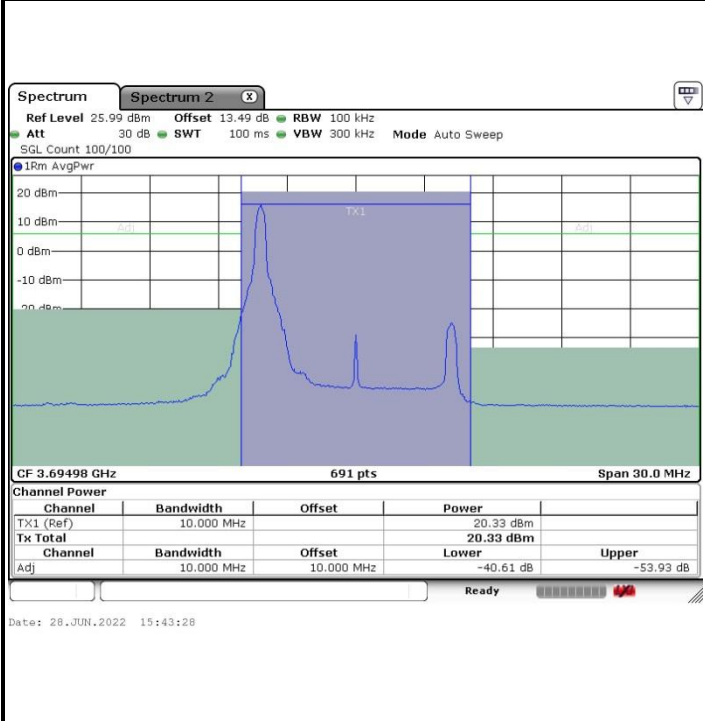 Spectrum Spectrum 2 X
Ref Level 25.99 dBm Offset 13.49 dB RBW 100 kHz
Att 30 dB SWT 100 ms VBW 300 kHz Mode Auto Sweep
SGL Count 100/100
1Rm AvgPwr
20 dBm
TX1
10 dBm
Adj Adj
0 dBm
-10 dBm
-20 dBm
CF 3.69498 GHz 691 pts Span 30.0 MHz
Channel Power
Channel Bandwidth Offset Power
TX1 (Ref) 10.000 MHz 20.33 dBm
Tx Total 20.33 dBm
Channel Bandwidth Offset Lower Upper
Adj 10.000 MHz 10.000 MHz -40.61 dB -53.93 dB
Ready
Date: 28.JUN.2022 15:43:28